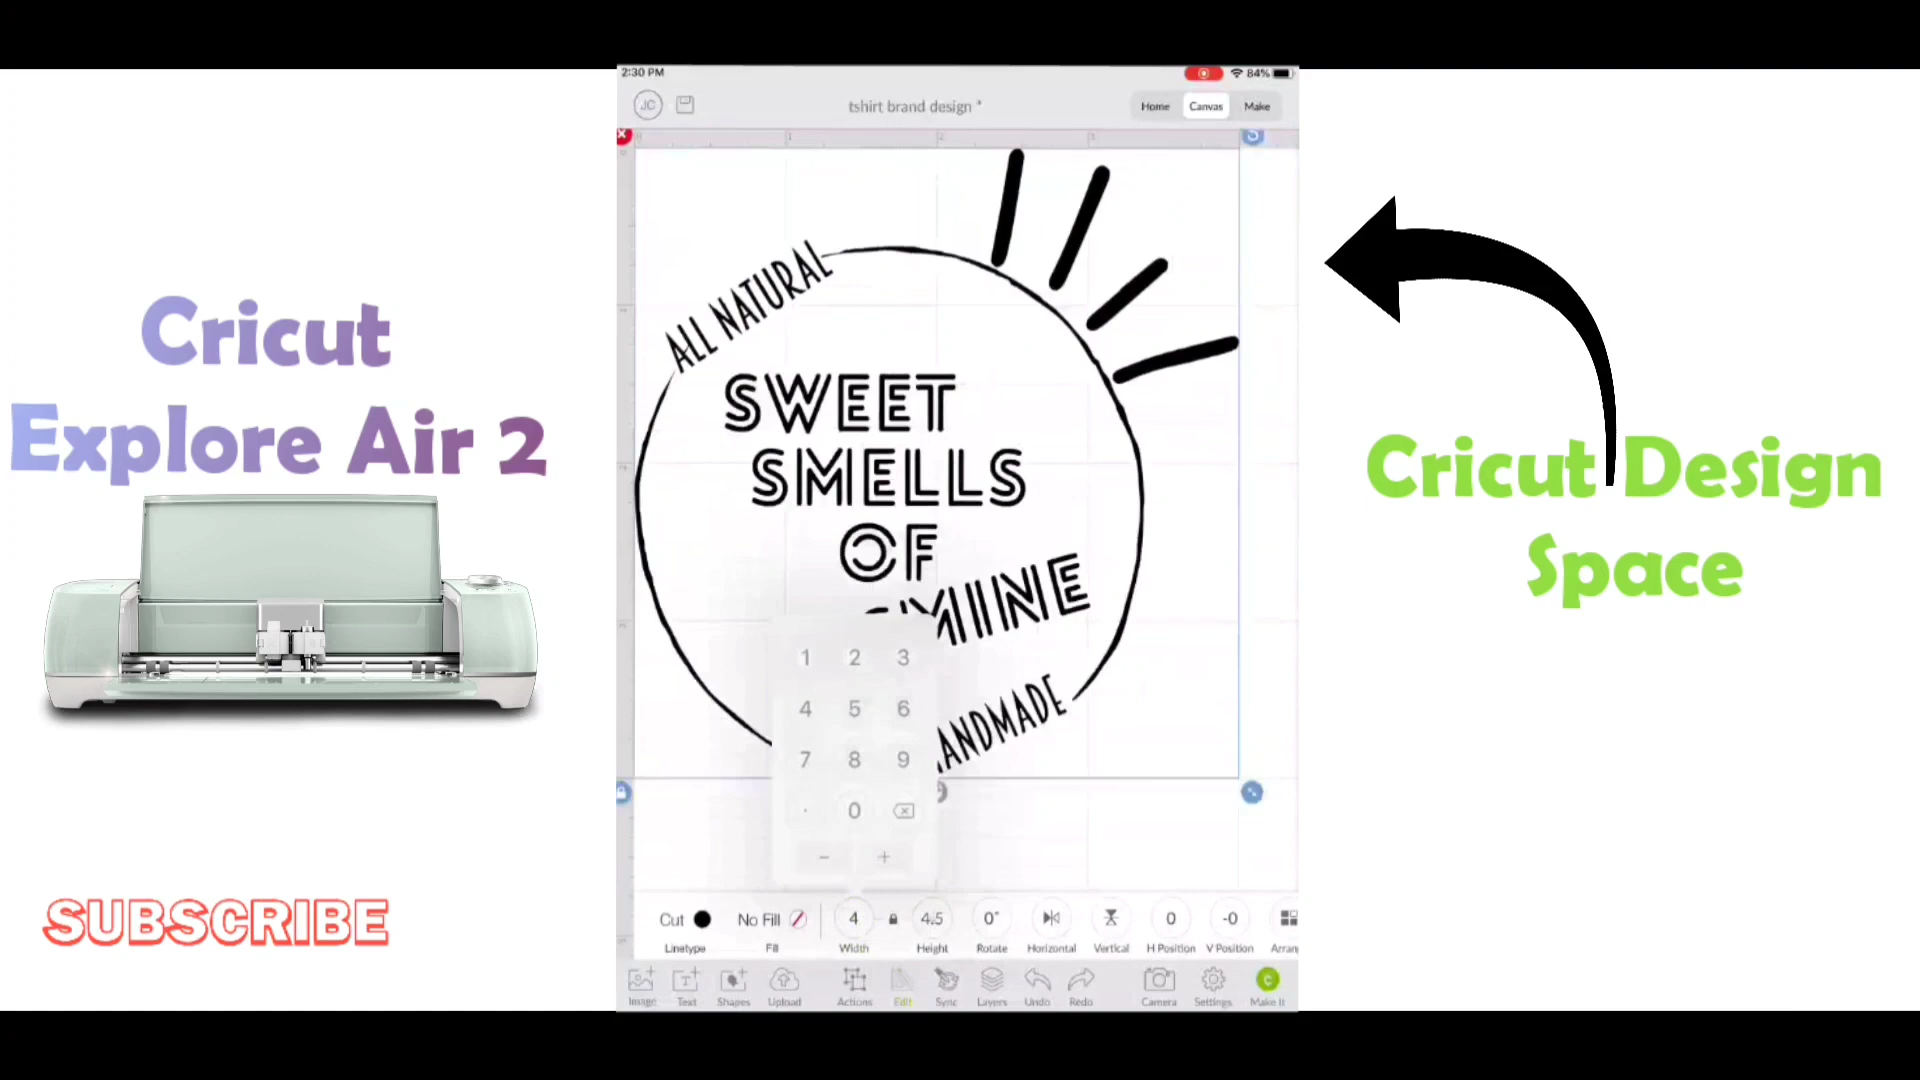 2:30 PM
84%
JC
tshirt brand design *
Home
Canvas
Make
ALL NATURAL
SWEET
SMELLS
OF
MINE
ANDMADE
Cricut
Explore Air 2
SUBSCRIBE
Cricut Design
Space
1 2 3
4 5 6
7 8 9
. 0
- +
Cut
No Fill
4
4.5
0°
0
-0
Linetype
Fill
Width
Height
Rotate
Horizontal
Vertical
H Position
V Position
Arran
Image
Text
Shapes
Upload
Actions
Edit
Sync
Layers
Undo
Redo
Camera
Settings
Make It